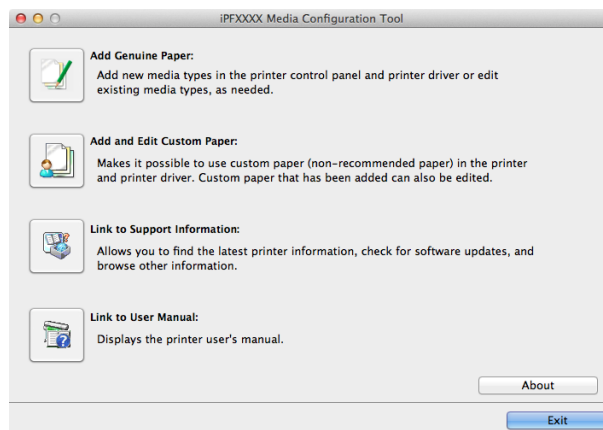 iPFXXXX Media Configuration Tool
Add Genuine Paper:
Add new media types in the printer control panel and printer driver or edit
existing media types, as needed.
Add and Edit Custom Paper:
Makes it possible to use custom paper (non-recommended paper) in the printer
and printer driver. Custom paper that has been added can also be edited.
Link to Support Information:
Allows you to find the latest printer information, check for software updates, and
browse other information.
Link to User Manual:
Displays the printer user's manual.
About
Exit